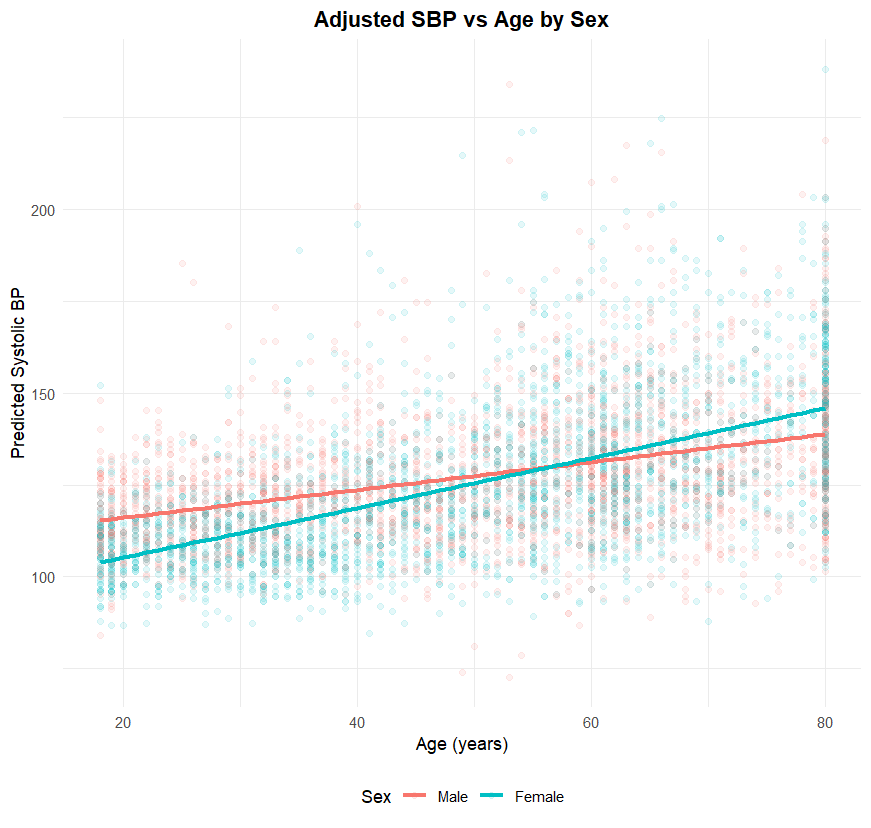 Adjusted SBP vs Age by Sex
Predicted Systolic BP
200
150
100
20 40 60 80
Age (years)
Sex Male Female